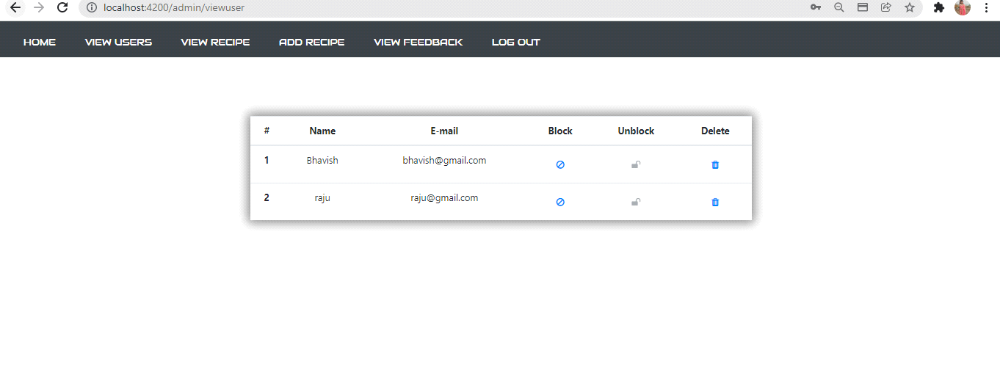 localhost:4200/admin/viewuser
HOME VIEW USERS VIEW RECIPE ADD RECIPE VIEW FEEDBACK LOG OUT
# Name E-mail Block Unblock Delete
1 Bhavish bhavish@gmail.com
2 raju raju@gmail.com